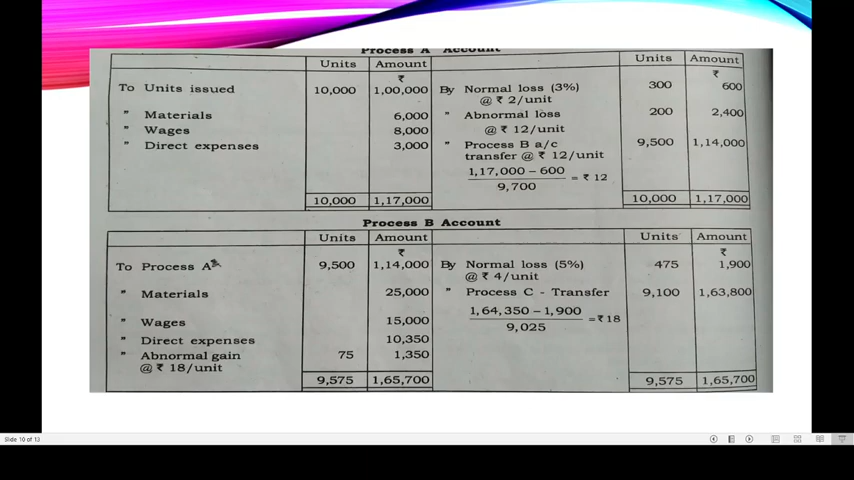 Process A Account
Units Amount Units Amount
₹ ₹
To Units issued 10,000 1,00,000 By Normal loss (3%) 300 600
@ ₹ 2/unit
" Materials 6,000 " Abnormal loss 200 2,400
" Wages 8,000 @ ₹ 12/unit
" Direct expenses 3,000 " Process B a/c 9,500 1,14,000
transfer @ ₹ 12/unit
1,17,000 – 600
= ₹ 12
9,700
10,000 1,17,000 10,000 1,17,000
Process B Account
Units Amount Units Amount
₹ ₹
To Process A 9,500 1,14,000 By Normal loss (5%) 475 1,900
@ ₹ 4/unit
" Materials 25,000 " Process C - Transfer 9,100 1,63,800
1,64,350 – 1,900
" Wages 15,000 = ₹ 18
9,025
" Direct expenses 10,350
" Abnormal gain 75 1,350
@ ₹ 18/unit
9,575 1,65,700 9,575 1,65,700
Slide 10 of 13